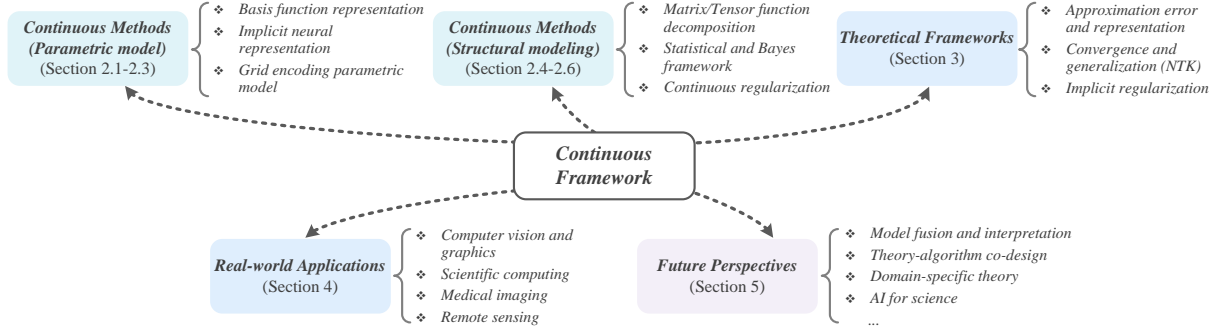 Continuous Methods
(Parametric model)
(Section 2.1-2.3)
❖ Basis function representation
❖ Implicit neural
representation
❖ Grid encoding parametric
model
Continuous Methods
(Structural modeling)
(Section 2.4-2.6)
❖ Matrix/Tensor function
decomposition
❖ Statistical and Bayes
framework
❖ Continuous regularization
Theoretical Frameworks
(Section 3)
❖ Approximation error
and representation
❖ Convergence and
generalization (NTK)
❖ Implicit regularization
Continuous
Framework
Real-world Applications
(Section 4)
❖ Computer vision and
graphics
❖ Scientific computing
❖ Medical imaging
❖ Remote sensing
Future Perspectives
(Section 5)
❖ Model fusion and interpretation
❖ Theory-algorithm co-design
❖ Domain-specific theory
❖ AI for science
...